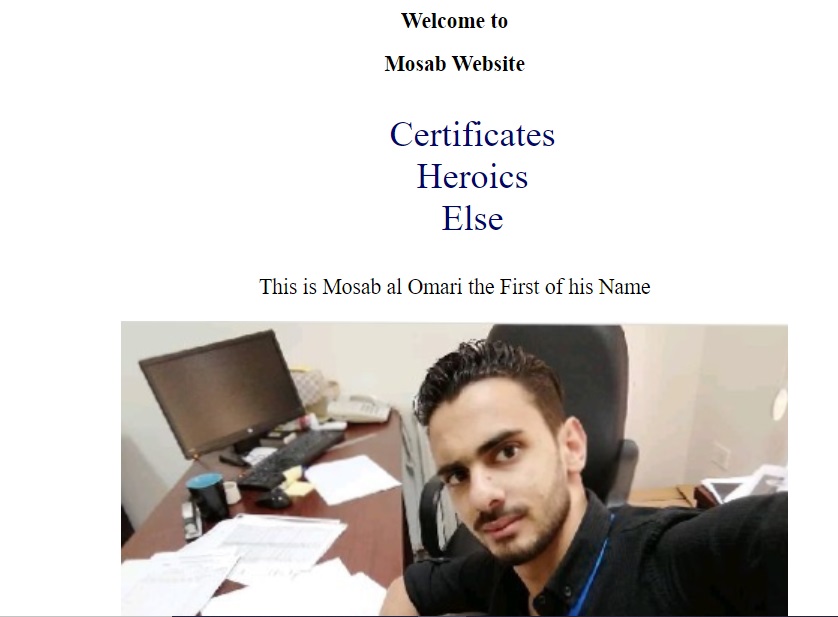 Welcome to
Mosab Website
Certificates
Heroics
Else
This is Mosab al Omari the First of his Name